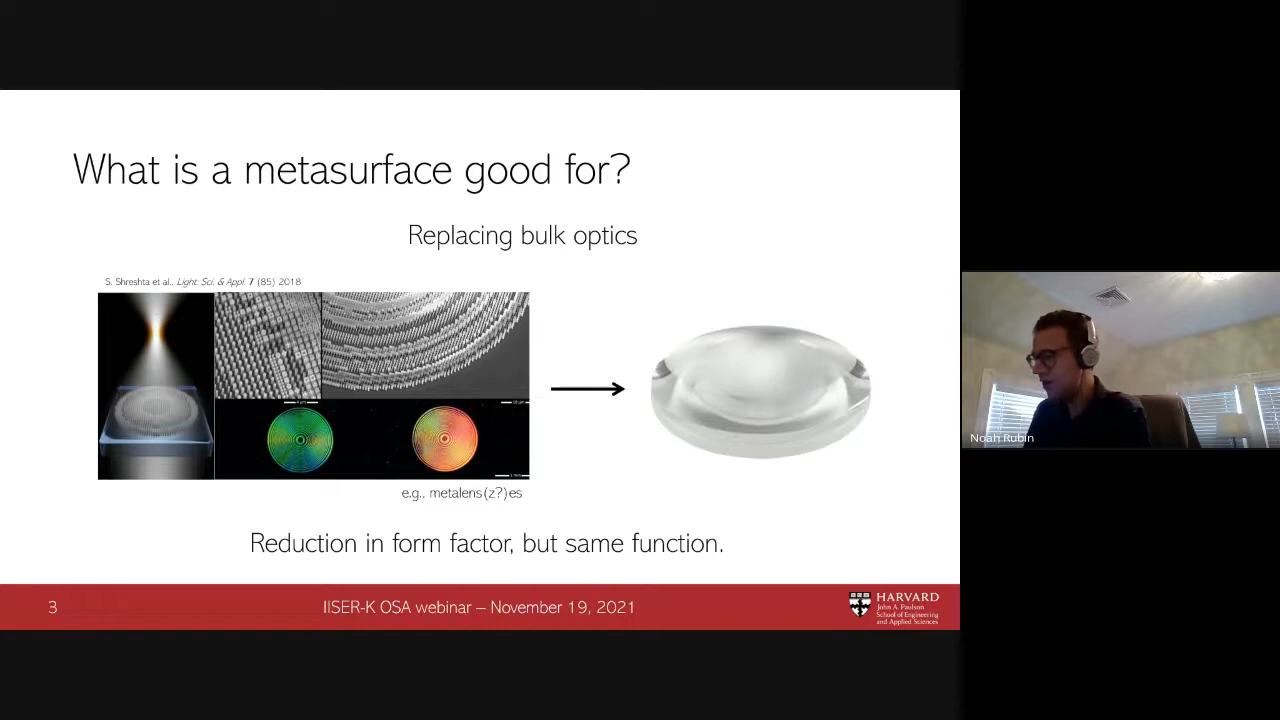 What is a metasurface good for?
Replacing bulk optics
S. Shreshta et al., Light: Sci. & Appl. 7 (85) 2018
e.g., metalens(z?)es
Reduction in form factor, but same function.
3
IISER-K OSA webinar – November 19, 2021
HARVARD
John A. Paulson
School of Engineering
and Applied Sciences
Noah Rubin